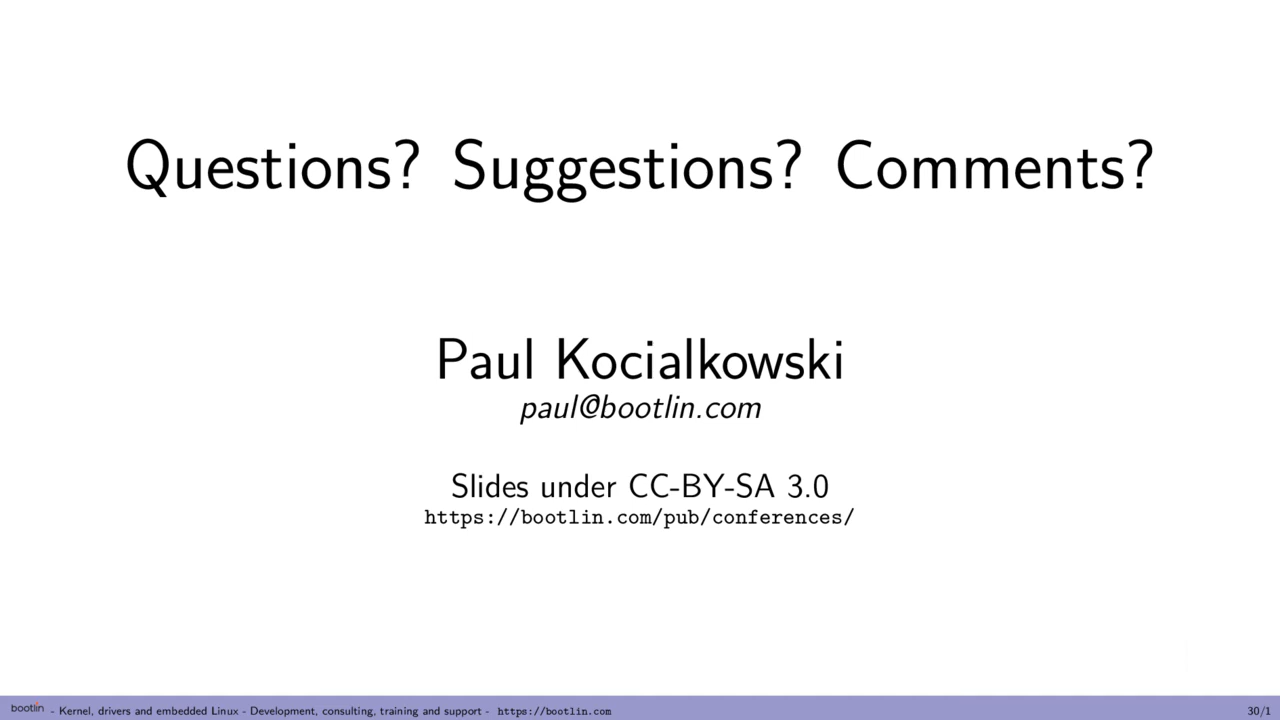 Questions? Suggestions? Comments?
Paul Kocialkowski
paul@bootlin.com
Slides under CC-BY-SA 3.0
https://bootlin.com/pub/conferences/
bootlin - Kernel, drivers and embedded Linux - Development, consulting, training and support - https://bootlin.com 30/1